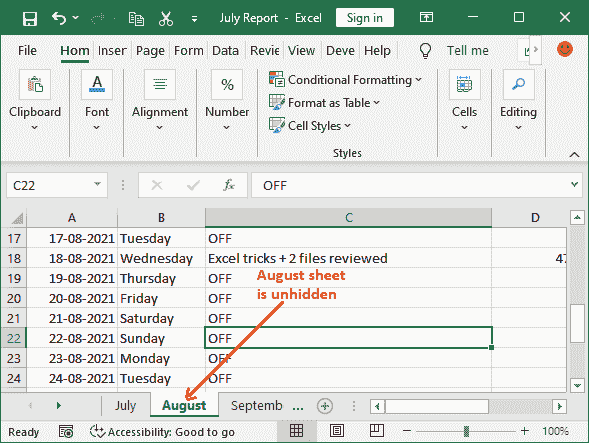 July Report - Excel Sign in
File Hom Inser Page Form Data Revie View Deve Help Tell me
Clipboard Font Alignment % Number Conditional Formatting Format as Table Cell Styles Styles Cells Editing
C22 fx OFF
A B C D
17 17-08-2021 Tuesday OFF
18 18-08-2021 Wednesday Excel tricks + 2 files reviewed 47
19 19-08-2021 Thursday OFF
August sheet
20 20-08-2021 Friday OFF
is unhidden
21 21-08-2021 Saturday OFF
22 22-08-2021 Sunday OFF
23 23-08-2021 Monday OFF
24 24-08-2021 Tuesday OFF
July August Septemb ...
Ready Accessibility: Good to go 100%